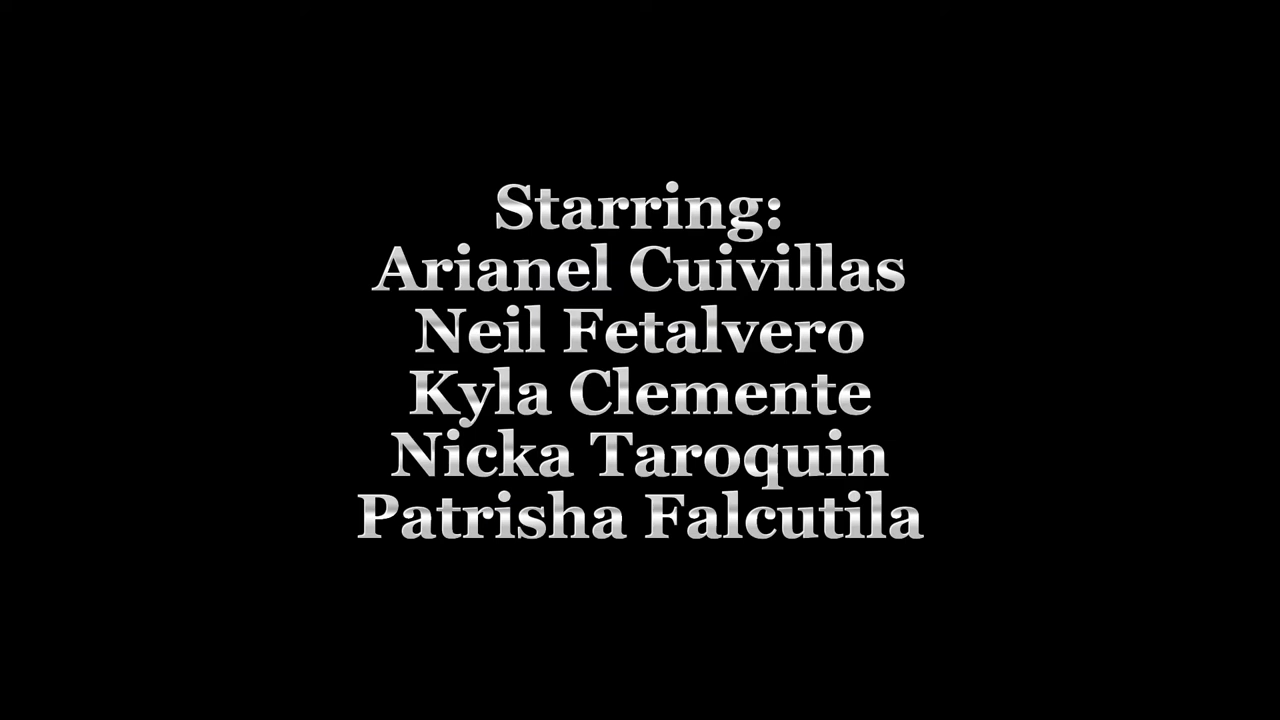 Starring:
Arianel Cuivillas
Neil Fetalvero
Kyla Clemente
Nicka Taroquin
Patrisha Falcutila